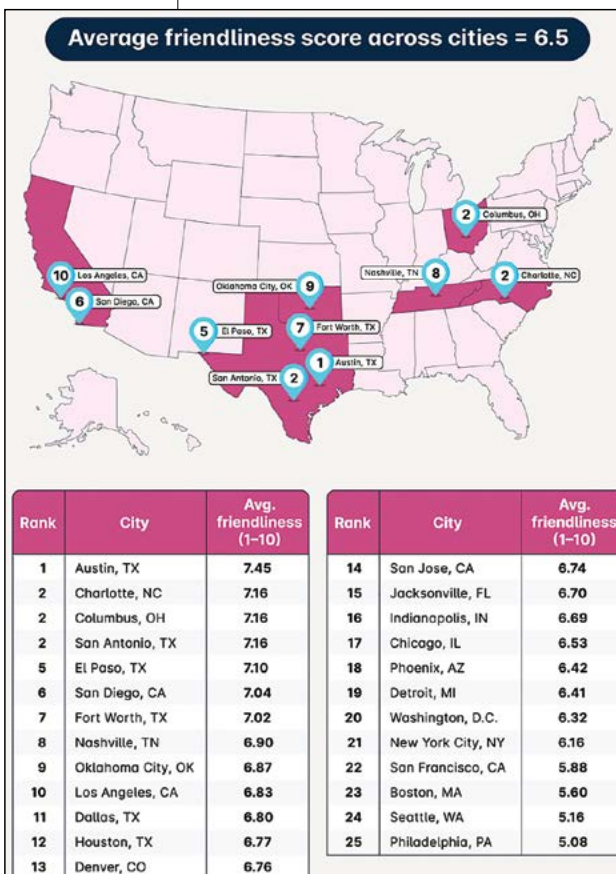 Average friendliness score across cities = 6.5
2
Columbus, OH
Nashville, TN
8
2
Charlotte, NC
10
Los Angeles, CA
Oklahoma City, OK
9
6
San Diego, CA
5
El Paso, TX
7
Fort Worth, TX
1
Austin, TX
San Antonio, TX
2
Rank City Avg. friendliness (1–10)
1 Austin, TX 7.45
2 Charlotte, NC 7.16
2 Columbus, OH 7.16
2 San Antonio, TX 7.16
5 El Paso, TX 7.10
6 San Diego, CA 7.04
7 Fort Worth, TX 7.02
8 Nashville, TN 6.90
9 Oklahoma City, OK 6.87
10 Los Angeles, CA 6.83
11 Dallas, TX 6.80
12 Houston, TX 6.77
13 Denver, CO 6.76
Rank City Avg. friendliness (1–10)
14 San Jose, CA 6.74
15 Jacksonville, FL 6.70
16 Indianapolis, IN 6.69
17 Chicago, IL 6.53
18 Phoenix, AZ 6.42
19 Detroit, MI 6.41
20 Washington, D.C. 6.32
21 New York City, NY 6.16
22 San Francisco, CA 5.88
23 Boston, MA 5.60
24 Seattle, WA 5.16
25 Philadelphia, PA 5.08